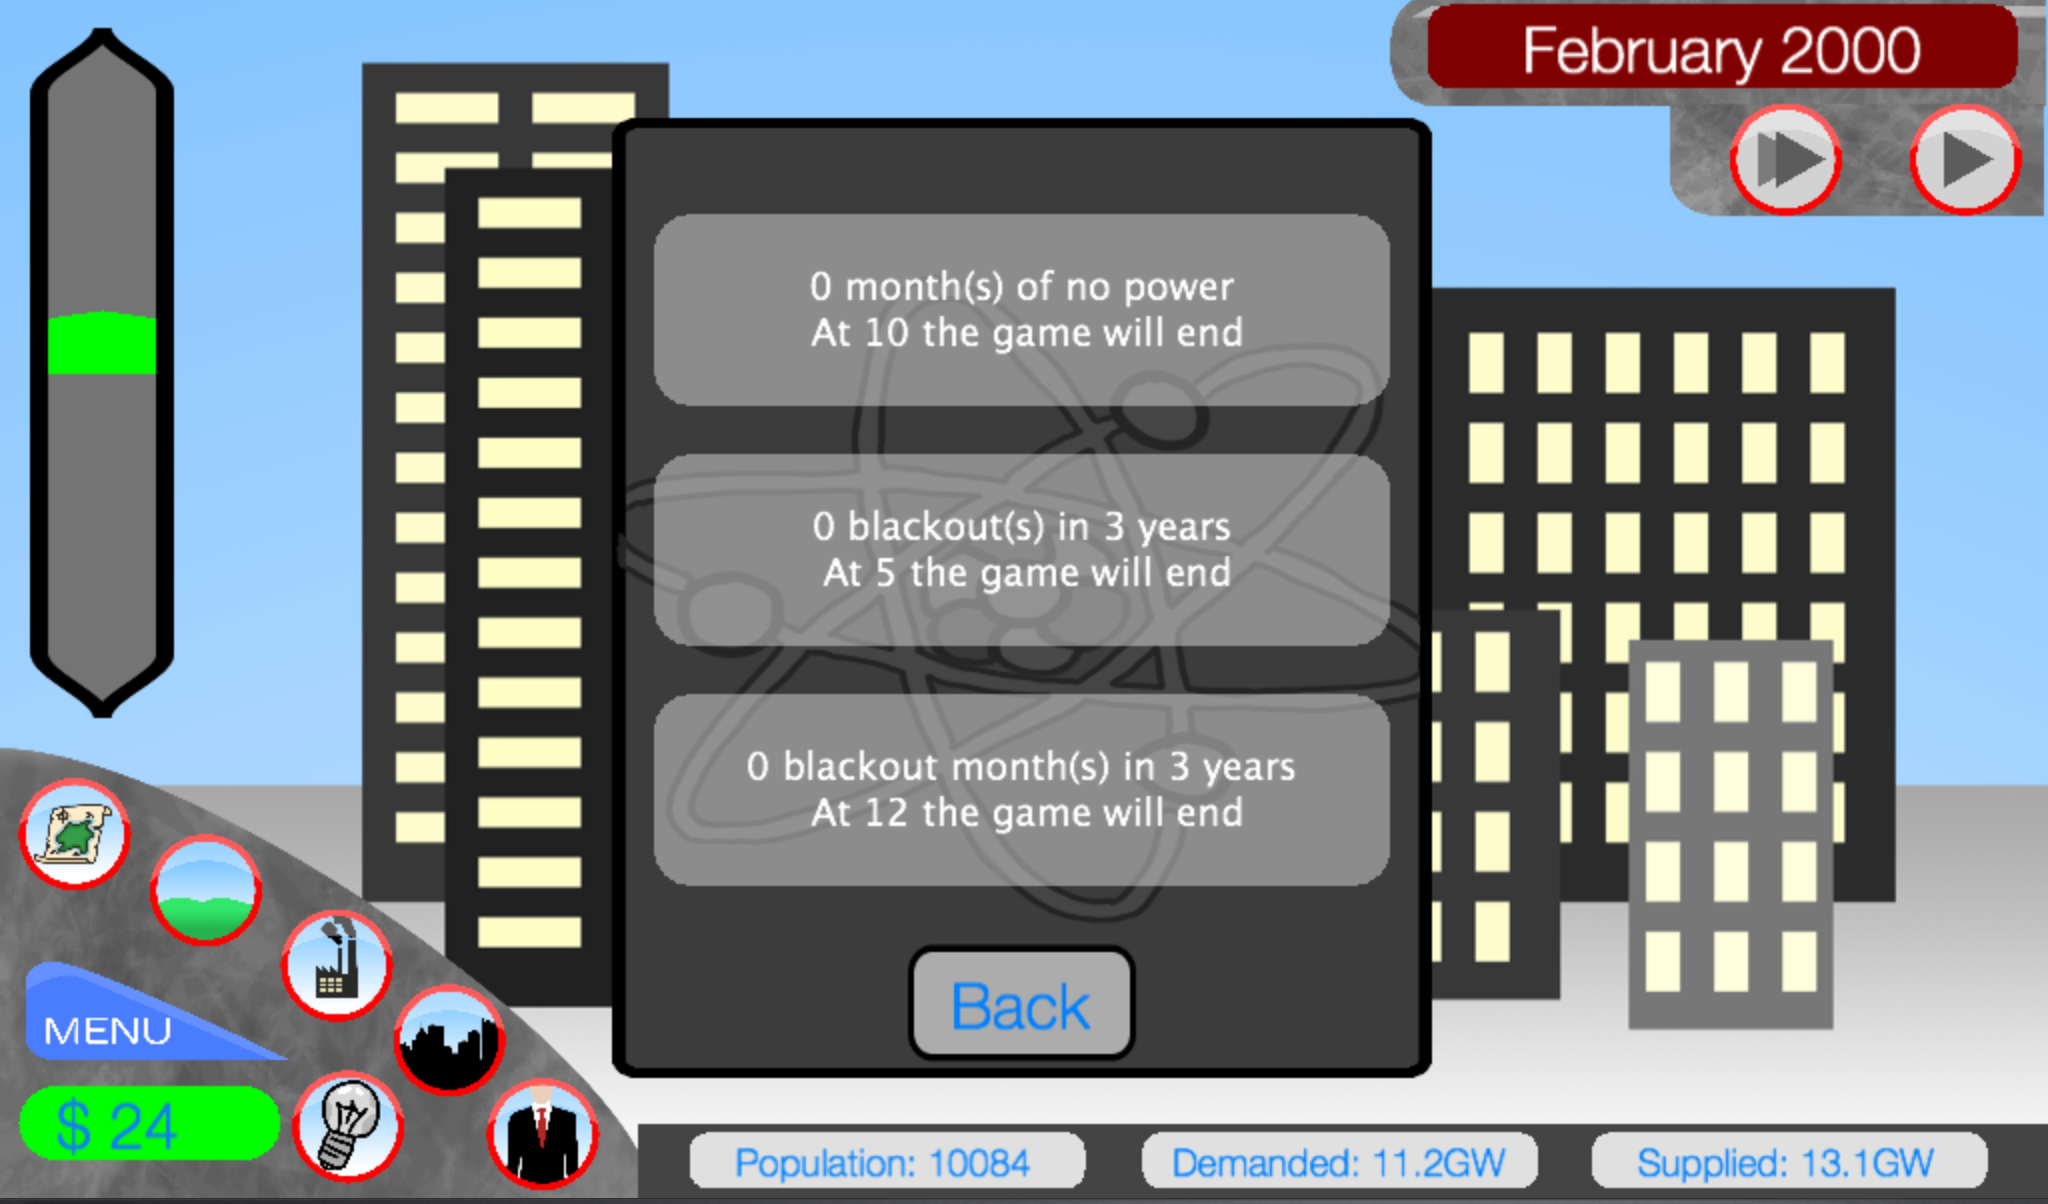 February 2000
0 month(s) of no power
At 10 the game will end
0 blackout(s) in 3 years
At 5 the game will end
0 blackout month(s) in 3 years
At 12 the game will end
Back
MENU
$ 24
Population: 10084
Demanded: 11.2GW
Supplied: 13.1GW